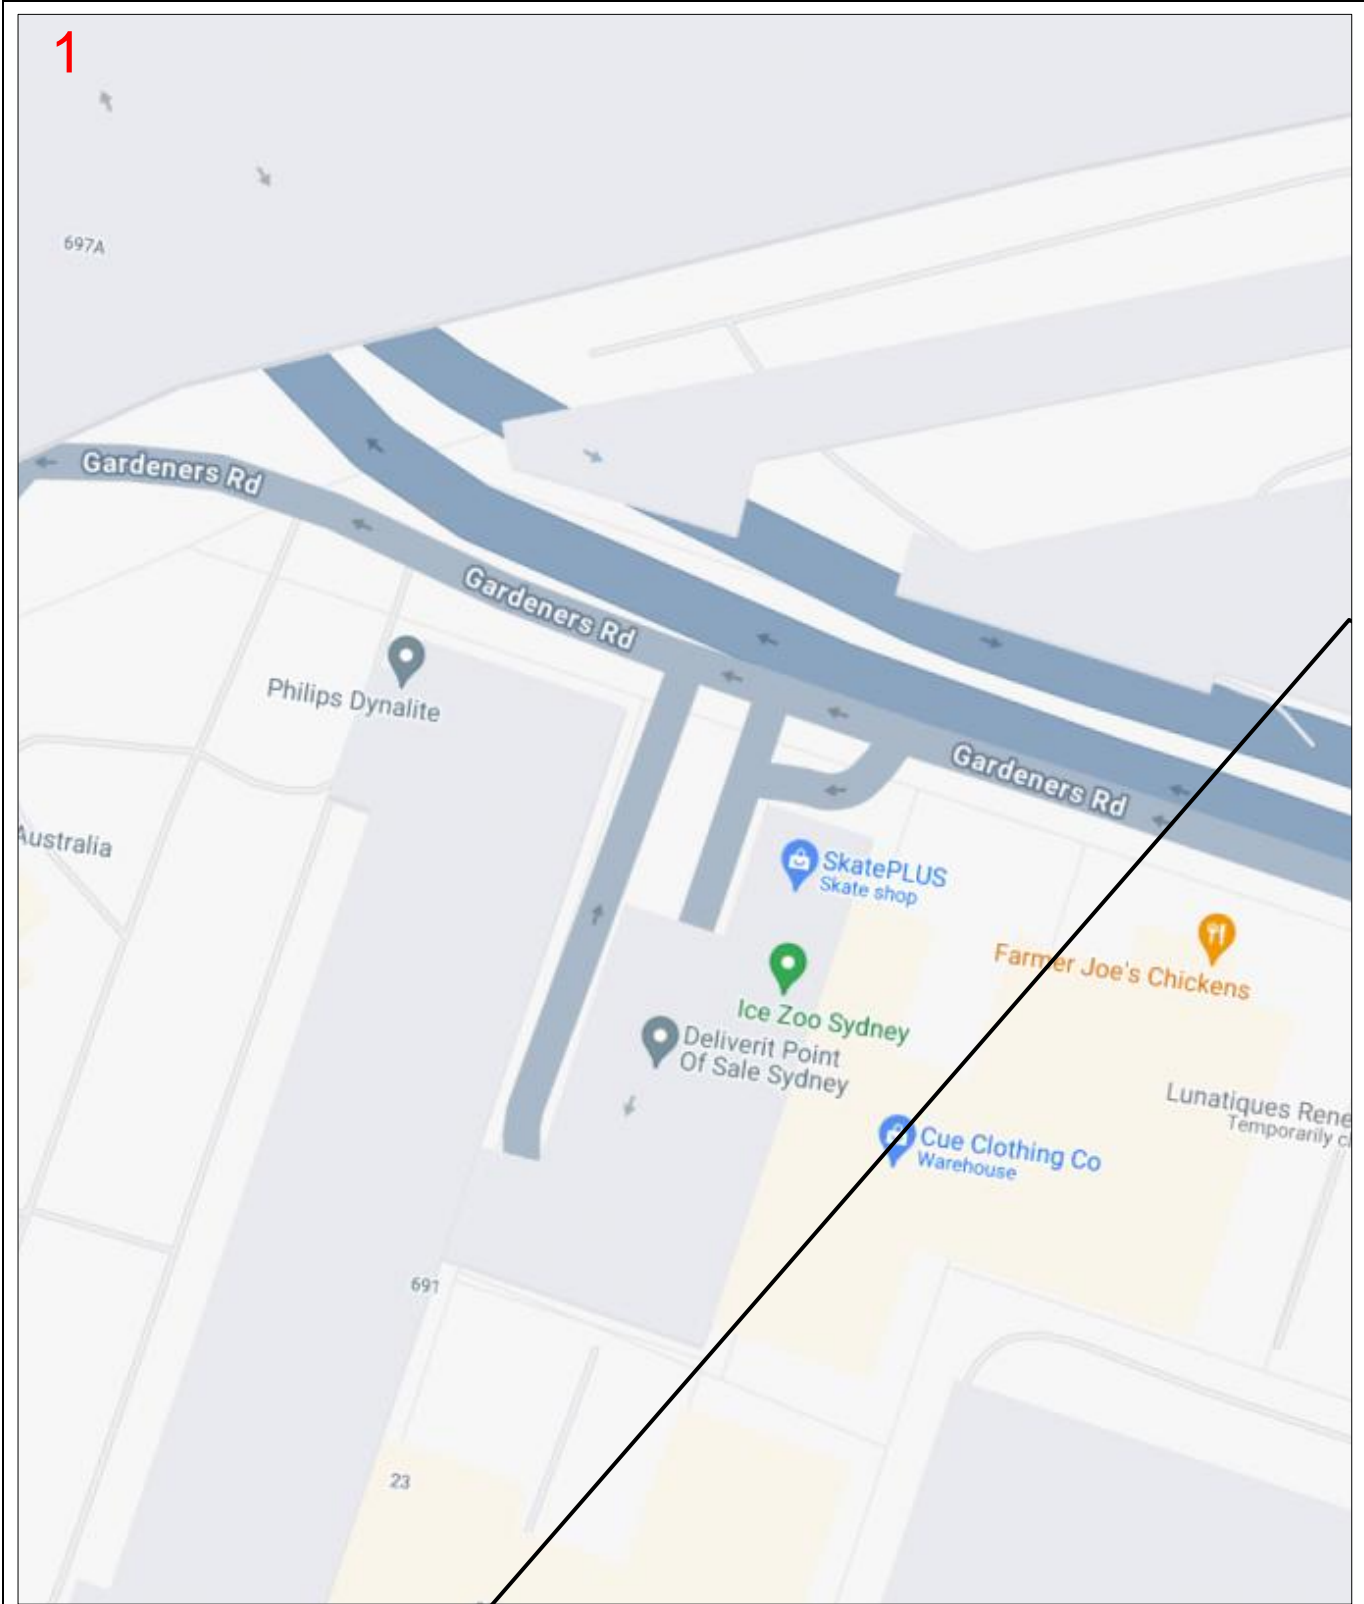 1
697A
Gardeners Rd
Gardeners Rd
Philips Dynalite
Gardeners Rd
Australia
SkatePLUS
Skate shop
Farmer Joe's Chickens
Ice Zoo Sydney
Deliverit Point
Of Sale Sydney
Lunatiques Rene
Temporarily c
Cue Clothing Co
Warehouse
691
23